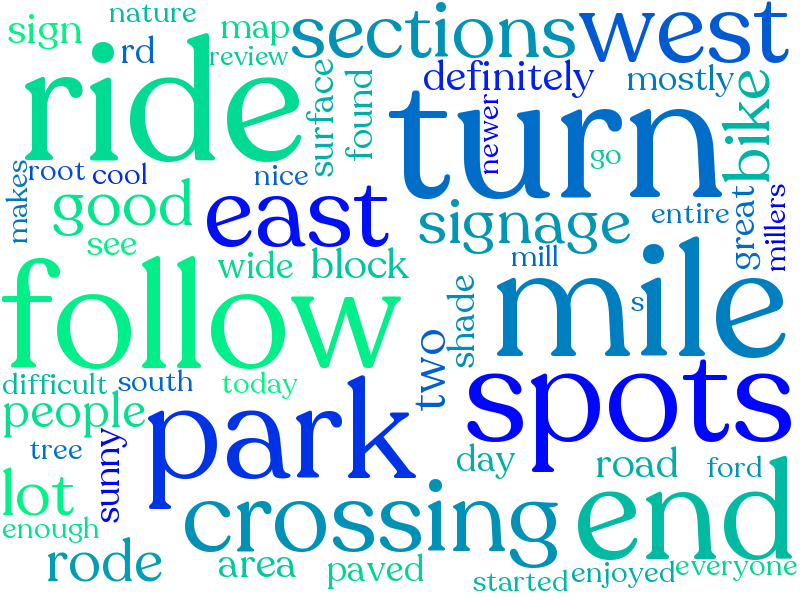 sign
nature
map
sections
west
rd
review
ride
surface
found
definitely
mostly
turn
newer
go
bike
makes
root
cool
nice
good
east
signage
entire
great
millers
see
wide
block
mill
follow
shade
mile
s
two
difficult
south
today
people
park
spots
tree
sunny
day
road
ford
lot
crossing
end
enough
rode
area
paved
started
enjoyed
everyone